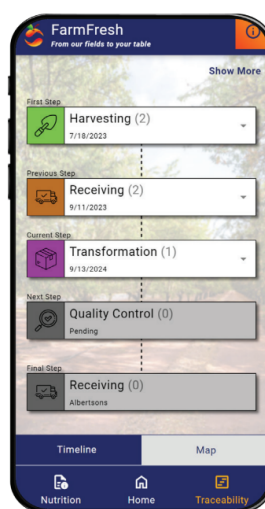 FarmFresh
From our fields to your table
Show More
First Step
Harvesting (2)
7/18/2023
Previous Step
Receiving (2)
9/11/2023
Current Step
Transformation (1)
9/13/2024
Next Step
Quality Control (0)
Pending
Final Step
Receiving (0)
Albertsons
Timeline
Map
Nutrition
Home
Traceability